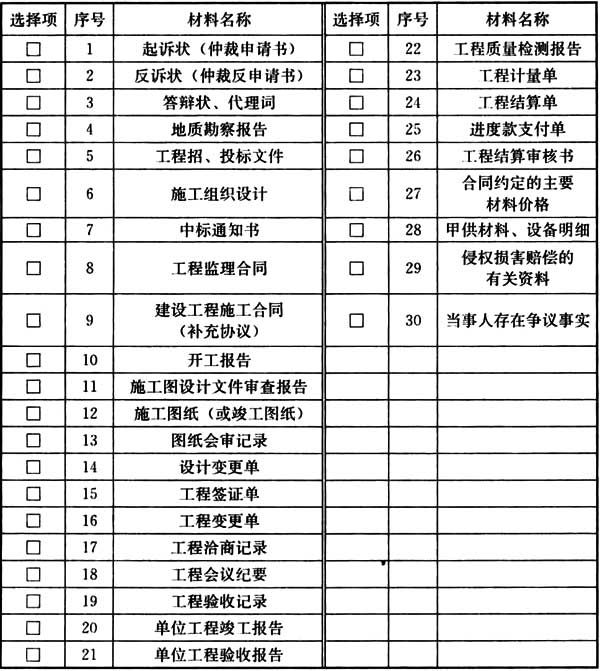 选择项 序号 材料名称 选择项 序号 材料名称
□ 1 起诉状（仲裁申请书） □ 22 工程质量检测报告
□ 2 反诉状（仲裁反申请书） □ 23 工程计量单
□ 3 答辩状、代理词 □ 24 工程结算单
□ 4 地质勘察报告 □ 25 进度款支付单
□ 5 工程招、投标文件 □ 26 工程结算审核书
□ 6 施工组织设计 □ 27 合同约定的主要
材料价格
□ 7 中标通知书 □ 28 甲供材料、设备明细
□ 8 工程监理合同 □ 29 侵权损害赔偿的
有关资料
□ 9 建设工程施工合同
（补充协议） □ 30 当事人存在争议事实
□ 10 开工报告
□ 11 施工图设计文件审查报告
□ 12 施工图纸（或竣工图纸）
□ 13 图纸会审记录
□ 14 设计变更单
□ 15 工程签证单
□ 16 工程变更单
□ 17 工程洽商记录
□ 18 工程会议纪要
□ 19 工程验收记录
□ 20 单位工程竣工报告
□ 21 单位工程验收报告